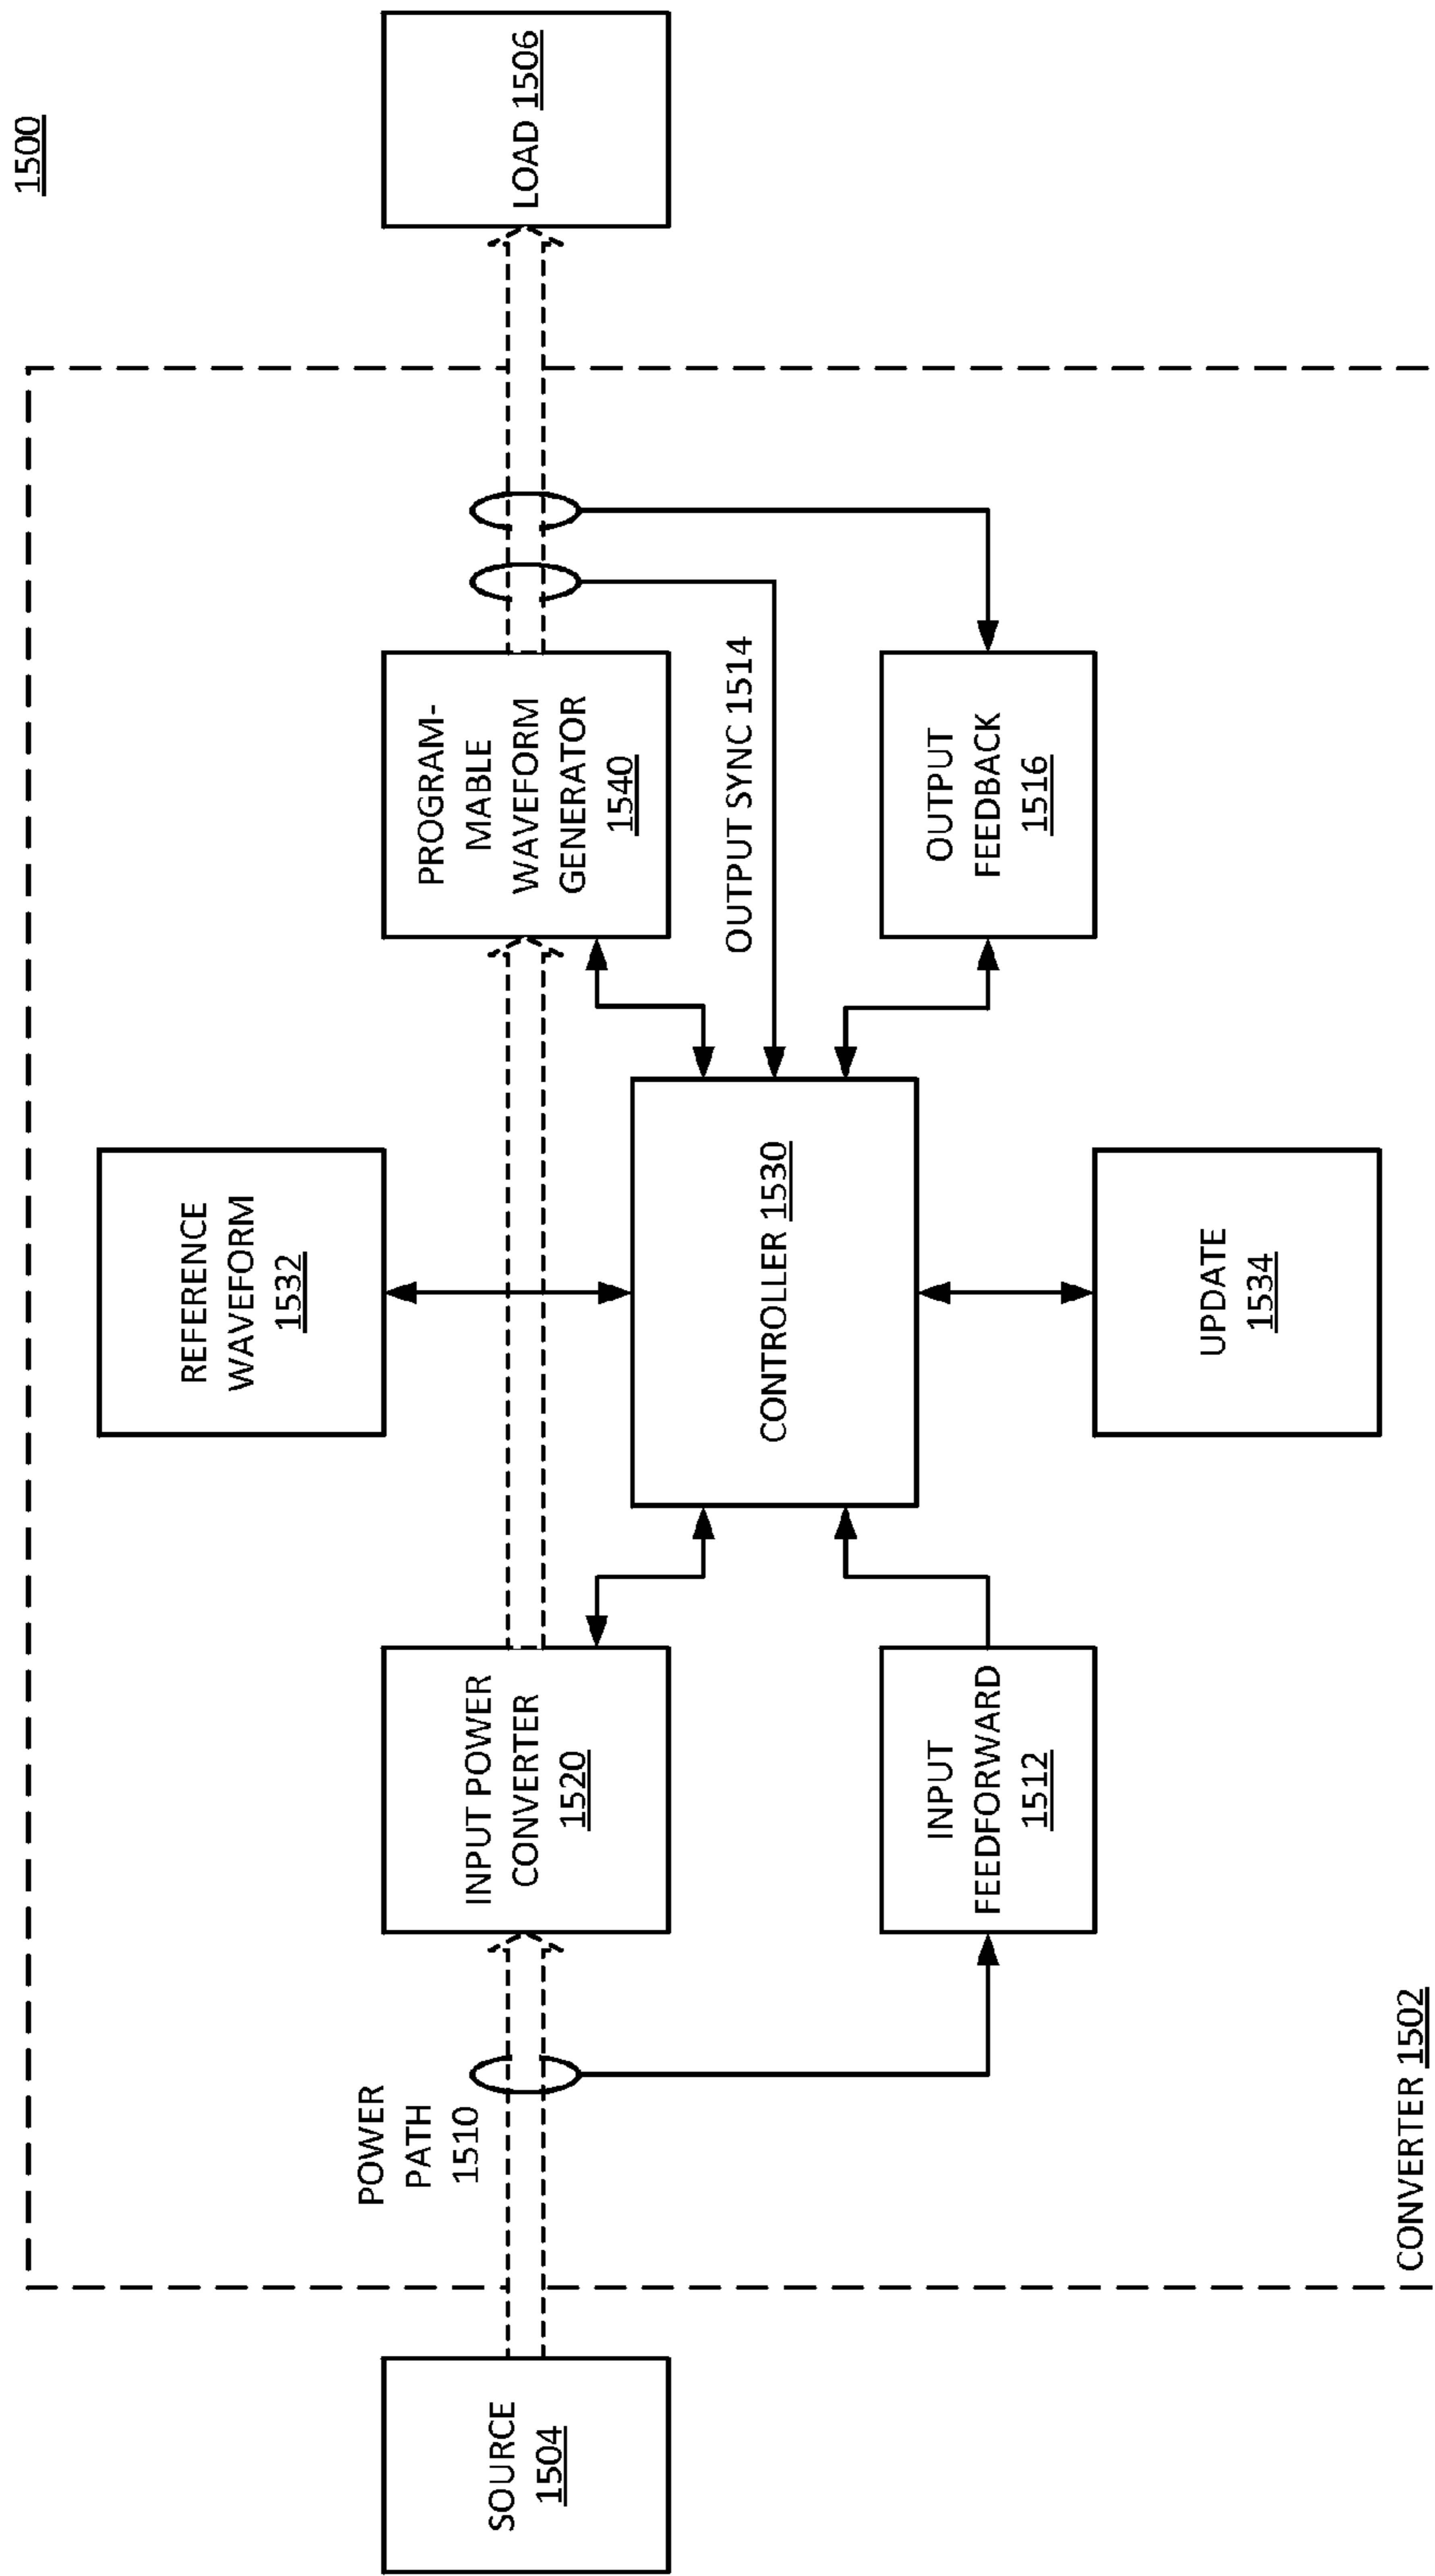 1500
REFERENCE
WAVEFORM
1532
POWER
PATH
1510
SOURCE
1504
INPUT POWER
CONVERTER
1520
PROGRAM-
MABLE
WAVEFORM
GENERATOR
1540
LOAD 1506
OUTPUT SYNC 1514
CONTROLLER 1530
INPUT
FEEDFORWARD
1512
OUTPUT
FEEDBACK
1516
UPDATE
1534
CONVERTER 1502